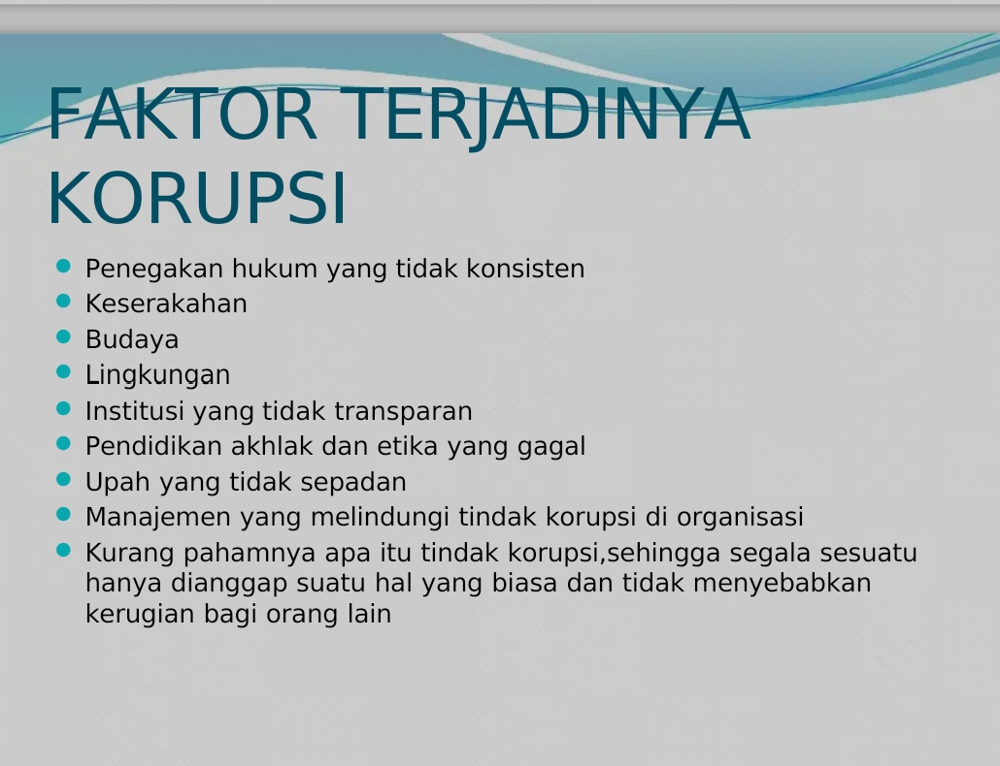 FAKTOR TERJADINYA
KORUPSI
Penegakan hukum yang tidak konsisten
Keserakahan
Budaya
Lingkungan
Institusi yang tidak transparan
Pendidikan akhlak dan etika yang gagal
Upah yang tidak sepadan
Manajemen yang melindungi tindak korupsi di organisasi
Kurang pahamnya apa itu tindak korupsi,sehingga segala sesuatu
hanya dianggap suatu hal yang biasa dan tidak menyebabkan
kerugian bagi orang lain